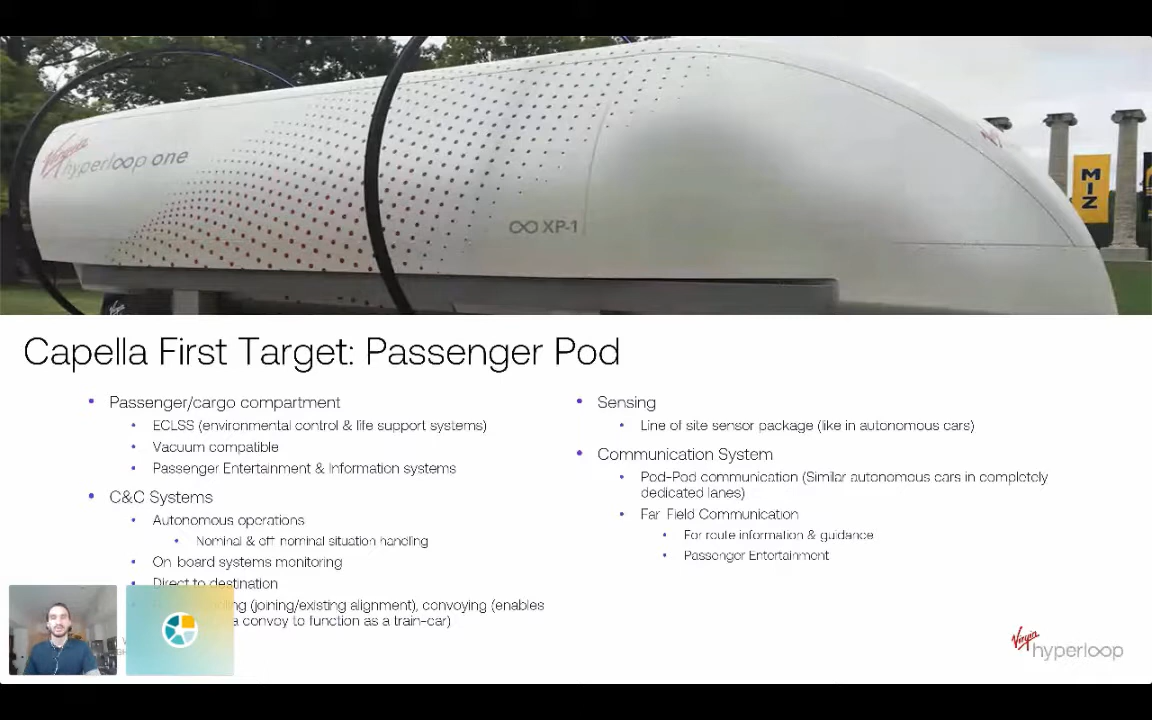 Virgin
hyperloop one
XP-1
MIZ
Capella First Target: Passenger Pod
• Passenger/cargo compartment
• ECLSS (environmental control & life support systems)
• Vacuum compatible
• Passenger Entertainment & Information systems
• C&C Systems
• Autonomous operations
• Nominal & off nominal situation handling
• On board systems monitoring
• Direct to destination
(joining/existing alignment), convoying (enables
a convoy to function as a train-car)
• Sensing
• Line of site sensor package (like in autonomous cars)
• Communication System
• Pod-Pod communication (Similar autonomous cars in completely
dedicated lanes)
• Far Field Communication
• For route information & guidance
• Passenger Entertainment
Virgin
hyperloop